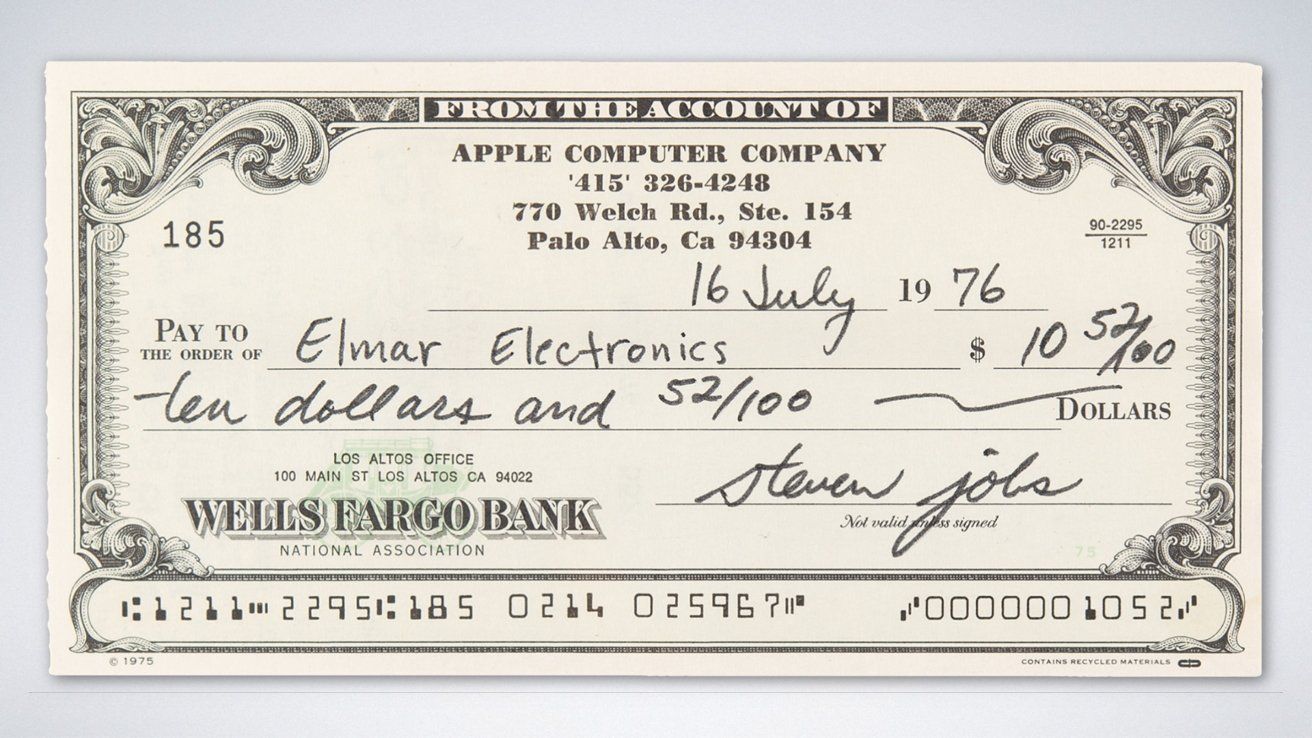 FROM THE ACCOUNT OF
APPLE COMPUTER COMPANY
'415' 326-4248
770 Welch Rd., Ste. 154
Palo Alto, Ca 94304
185
90-2295
1211
16 July 19 76
PAY TO
THE ORDER OF Elmar Electronics $ 10 52/100
ten dollars and 52/100 DOLLARS
LOS ALTOS OFFICE
100 MAIN ST LOS ALTOS CA 94022
WELLS FARGO BANK
NATIONAL ASSOCIATION
steven jobs
Not valid unless signed
75
⑆1211⑉2295⑆185 0214 025967⑈ ⑇0000001052⑇
© 1975
CONTAINS RECYCLED MATERIALS